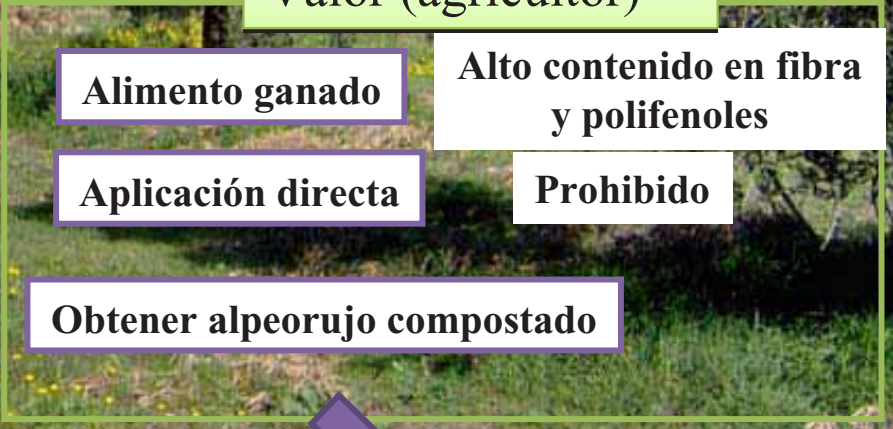 Valor (agricultor)
Alimento ganado
Alto contenido en fibra
y polifenoles
Aplicación directa
Prohibido
Obtener alpeorujo compostado